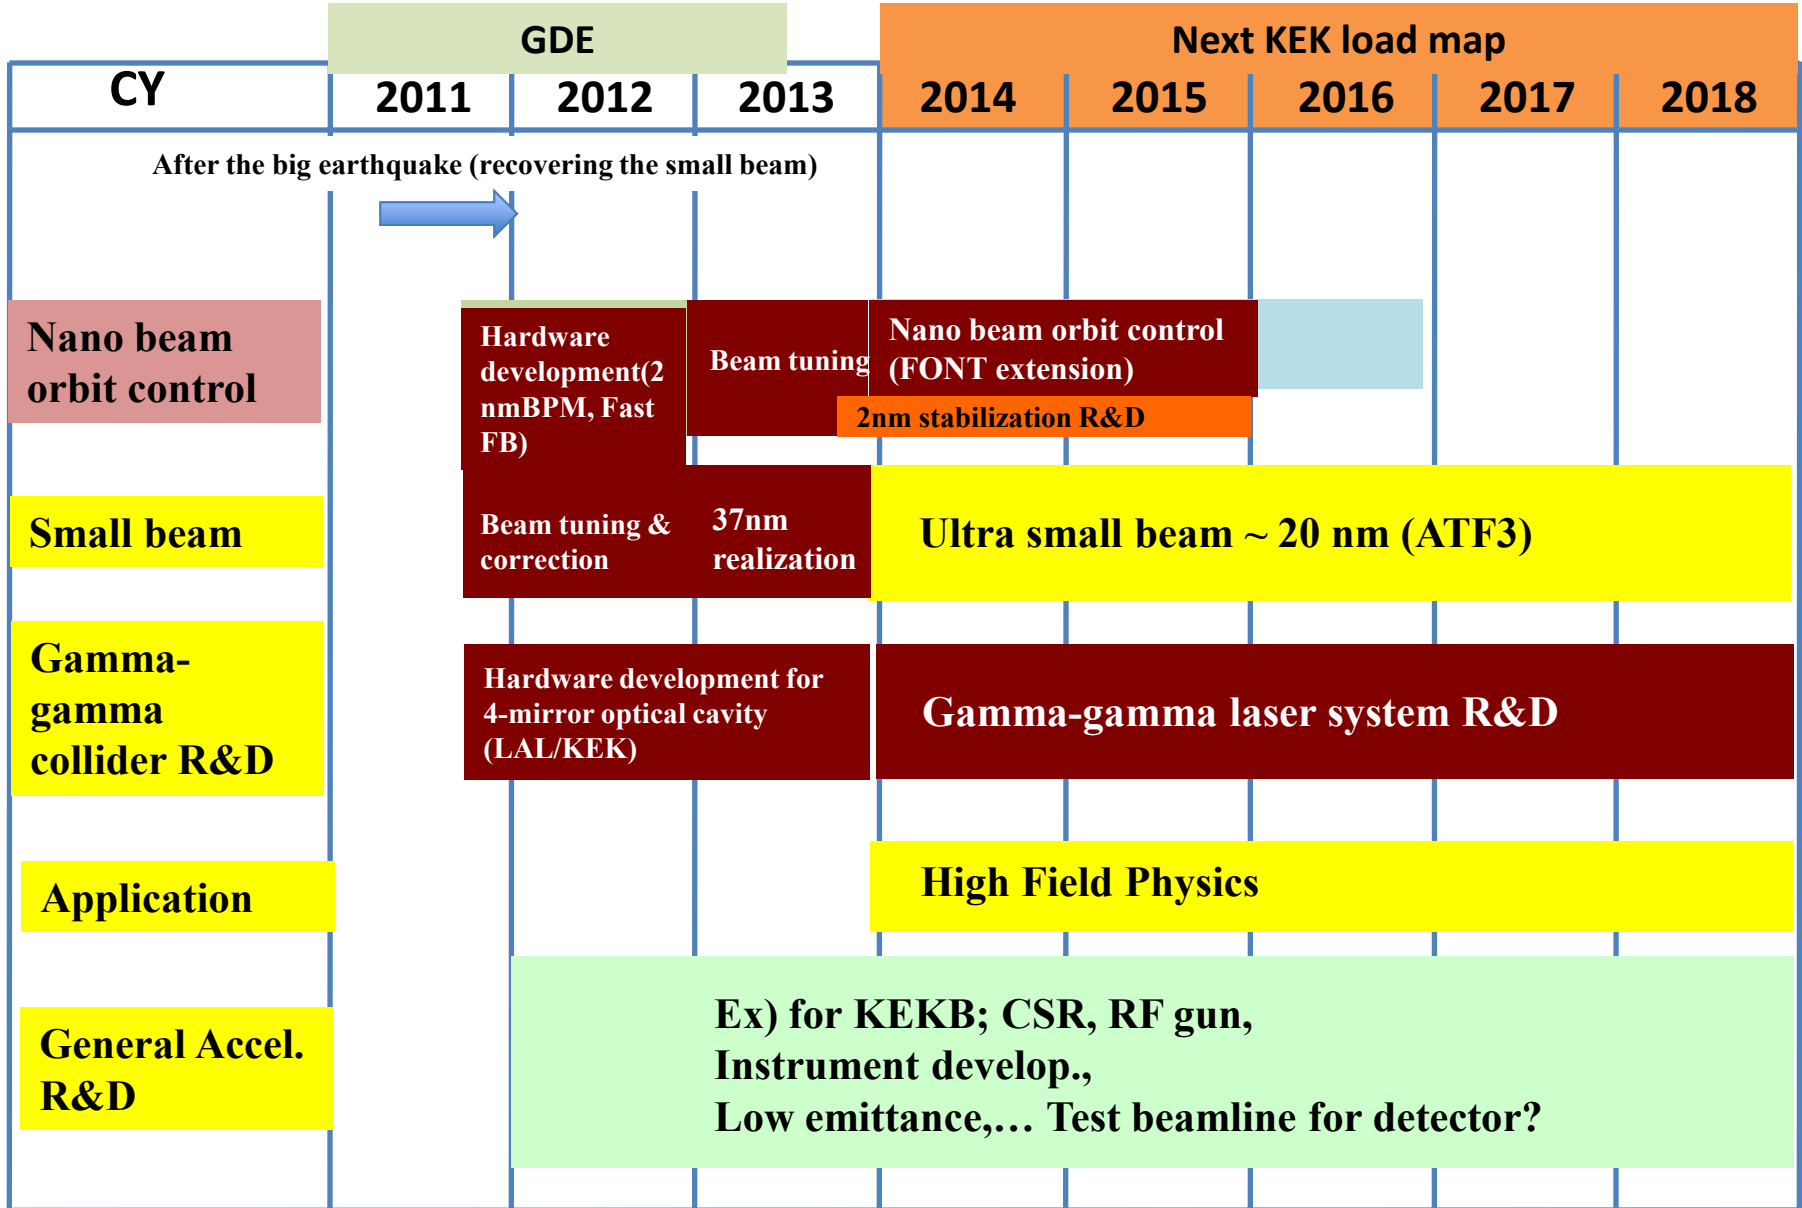 GDE
Next KEK load map
CY
2011
2012
2013
2014
2015
2016
2017
2018
After the big earthquake (recovering the small beam)
Nano beam
orbit control
Hardware
development(2
nmBPM, Fast
FB)
Beam tuning
Nano beam orbit control
(FONT extension)
2nm stabilization R&D
Small beam
Beam tuning &
correction
37nm
realization
Ultra small beam ~ 20 nm (ATF3)
Gamma-
gamma
collider R&D
Hardware development for
4-mirror optical cavity
(LAL/KEK)
Gamma-gamma laser system R&D
Application
High Field Physics
General Accel.
R&D
Ex) for KEKB; CSR, RF gun,
Instrument develop.,
Low emittance,… Test beamline for detector?